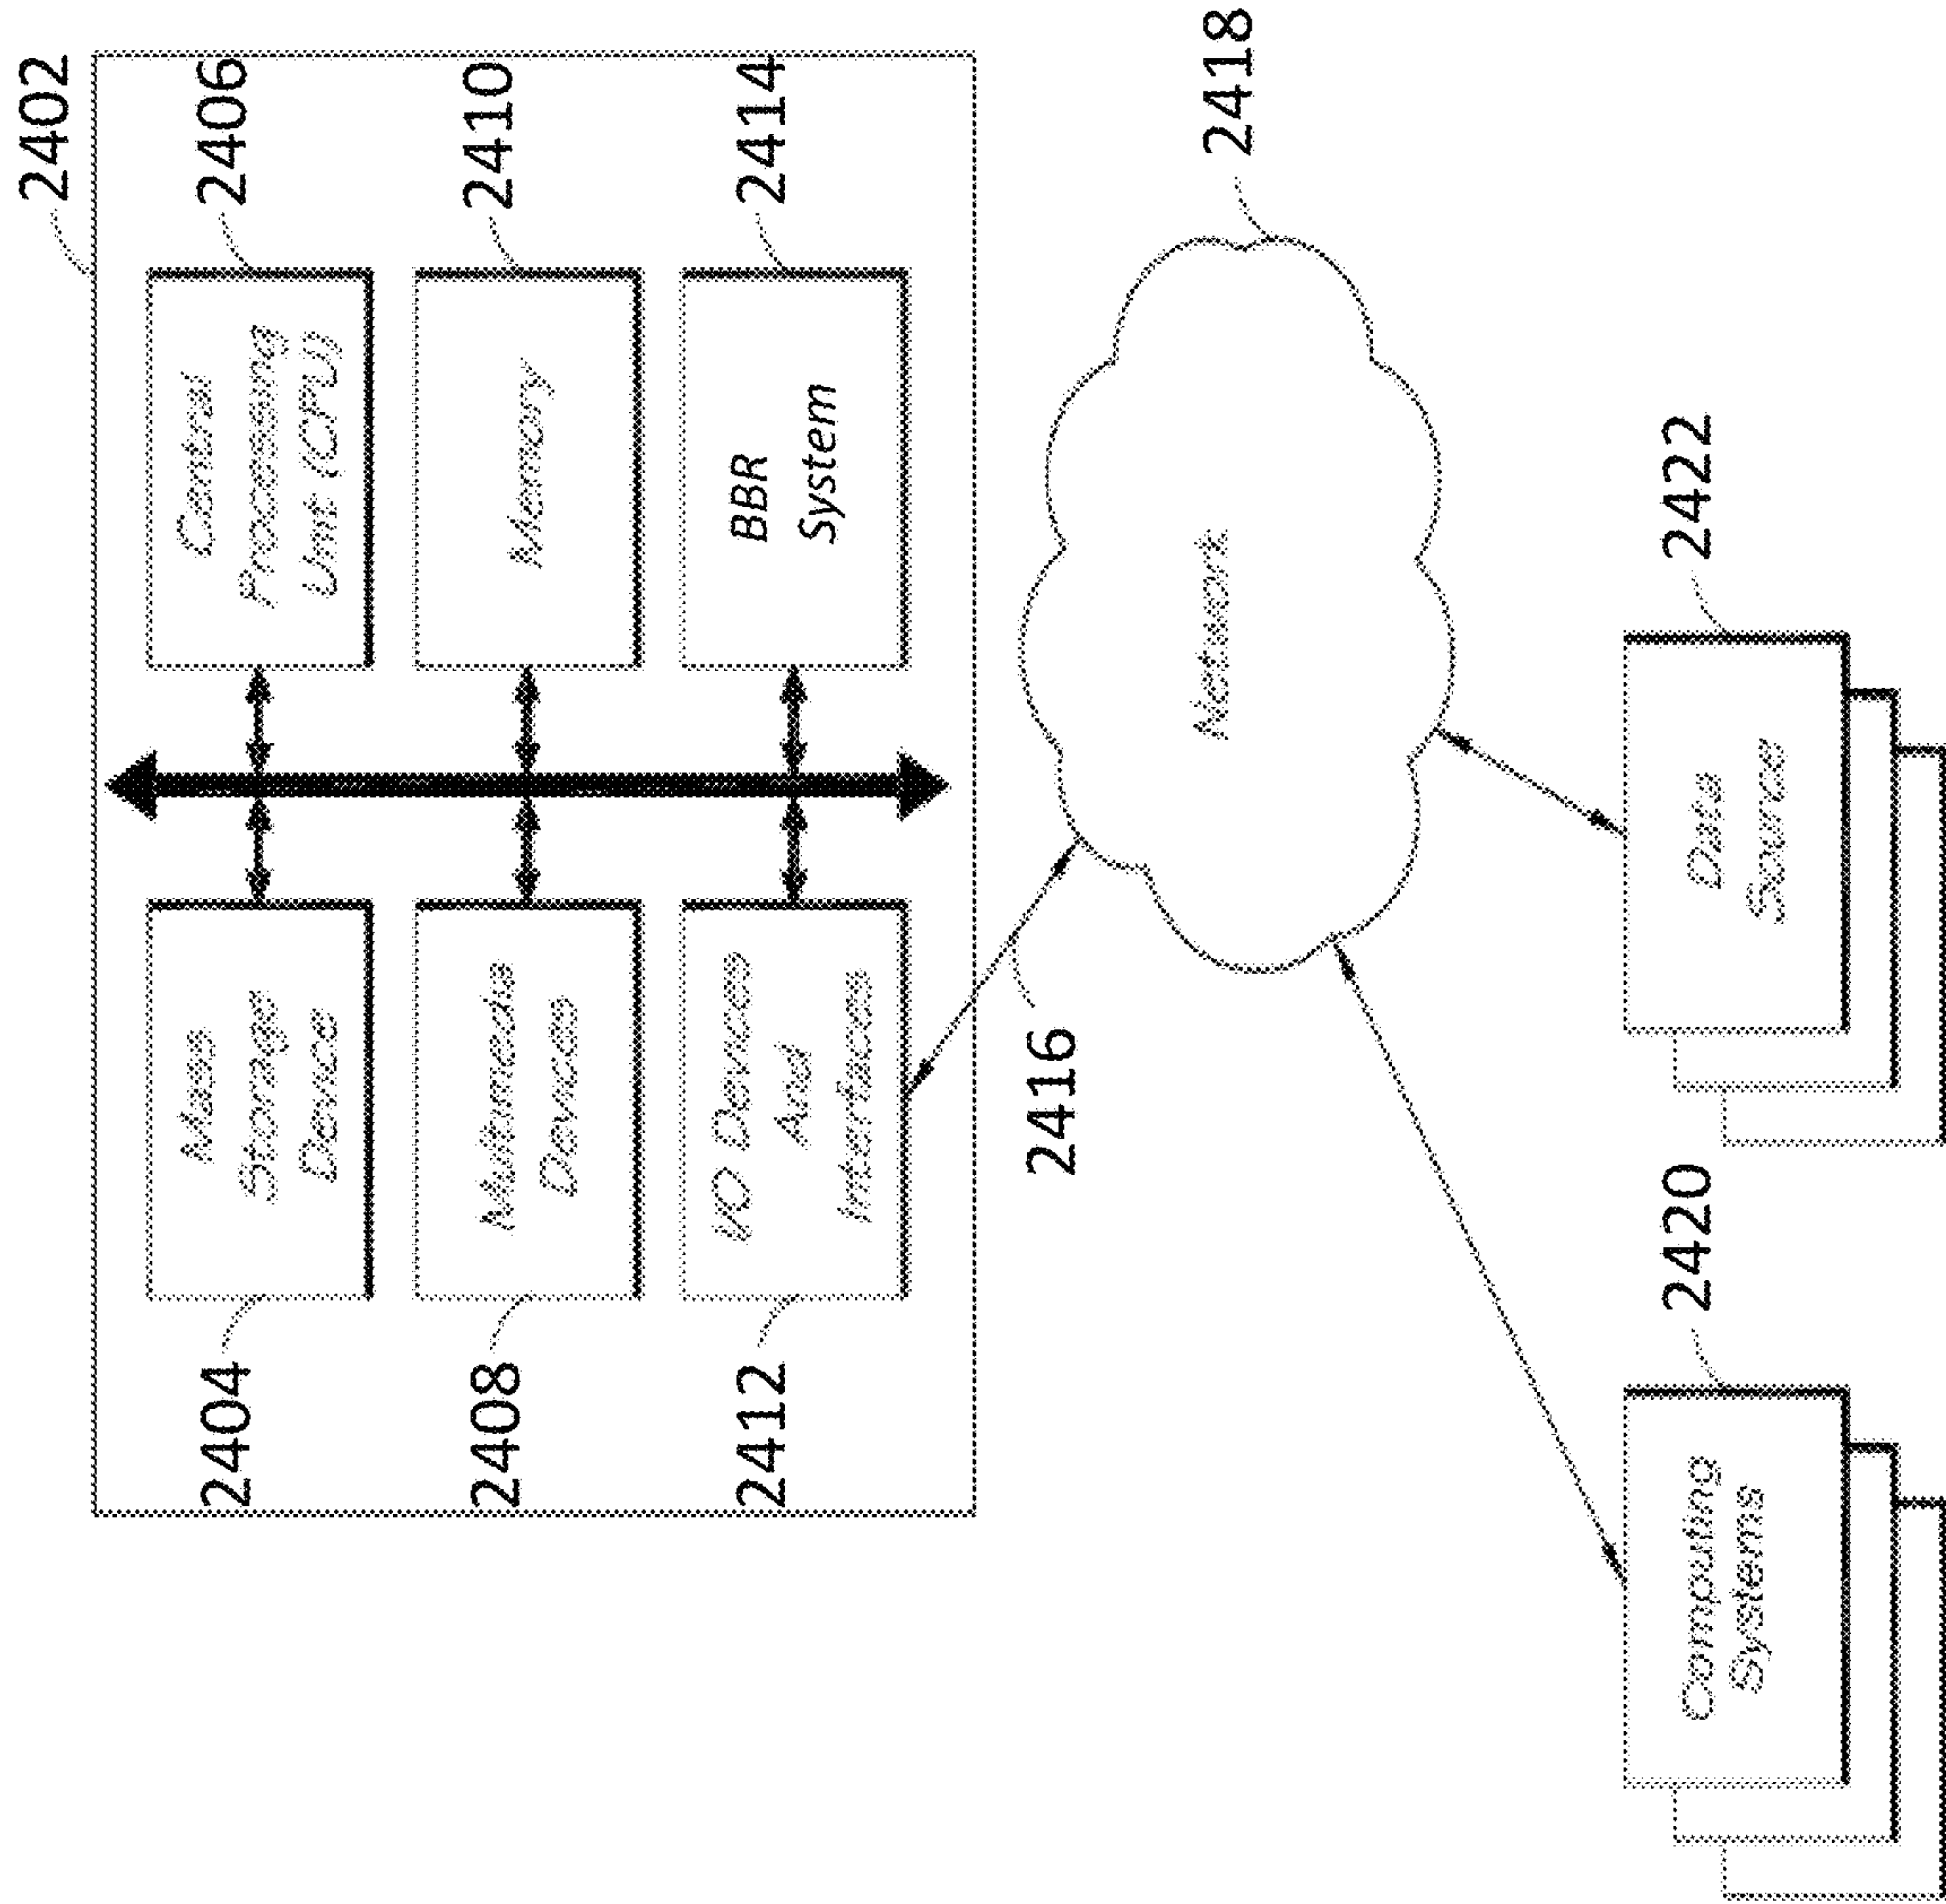 2402
2404
Mass
Storage
Device
Central
Processing
Unit (CPU)
2406
2408
Multimedia
Devices
Memory
2410
2412
I/O Devices
And
Interfaces
BBR
System
2414
2416
Network
2418
2420
Computing
Systems
2422
Data
Source